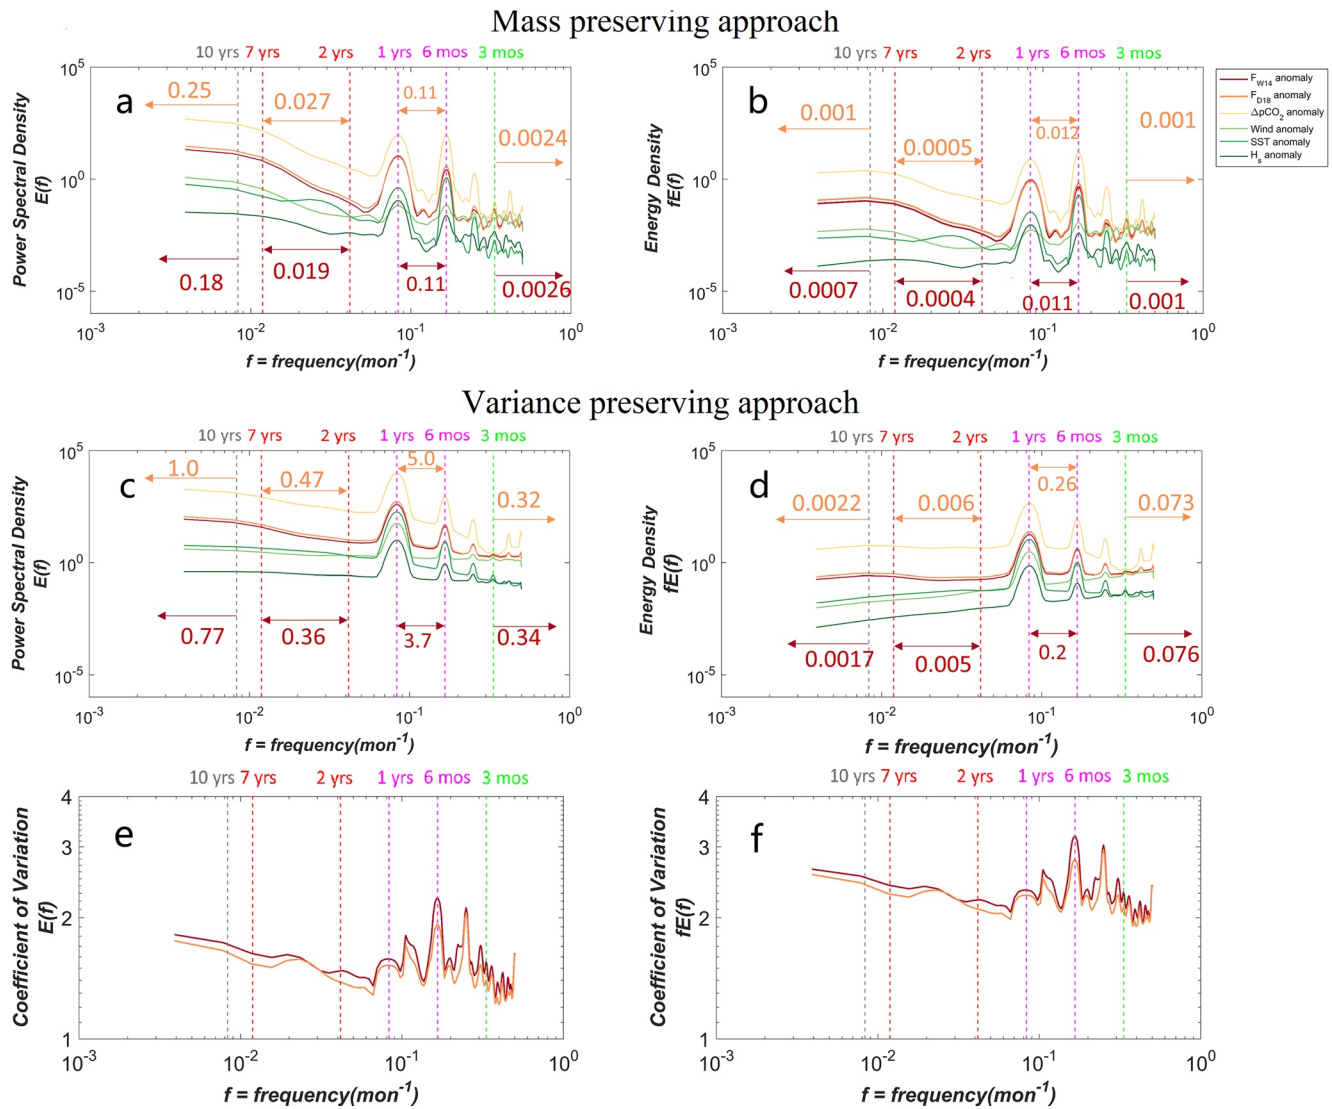 Mass preserving approach
10 yrs 7 yrs 2 yrs 1 yrs 6 mos 3 mos
10^5
10^0
10^-5
Power Spectral Density
E(f)
a
0.25
0.027
0.11
0.0024
0.18
0.019
0.11
0.0026
10^-3 10^-2 10^-1 10^0
f = frequency(mon^-1)
10 yrs 7 yrs 2 yrs 1 yrs 6 mos 3 mos
10^5
10^0
10^-5
Energy Density
fE(f)
b
0.001
0.0005
0.012
0.001
0.0007
0.0004
0.011
0.001
10^-3 10^-2 10^-1 10^0
f = frequency(mon^-1)
F_W14 anomaly
F_D18 anomaly
ΔpCO_2 anomaly
Wind anomaly
SST anomaly
H_s anomaly
Variance preserving approach
10 yrs 7 yrs 2 yrs 1 yrs 6 mos 3 mos
10^5
10^0
10^-5
Power Spectral Density
E(f)
c
1.0
0.47
5.0
0.32
0.77
0.36
3.7
0.34
10^-3 10^-2 10^-1 10^0
f = frequency(mon^-1)
10 yrs 7 yrs 2 yrs 1 yrs 6 mos 3 mos
10^5
10^0
10^-5
Energy Density
fE(f)
d
0.0022
0.006
0.26
0.073
0.0017
0.005
0.2
0.076
10^-3 10^-2 10^-1 10^0
f = frequency(mon^-1)
10 yrs 7 yrs 2 yrs 1 yrs 6 mos 3 mos
4
3
2
1
Coefficient of Variation
E(f)
e
10^-3 10^-2 10^-1 10^0
f = frequency(mon^-1)
10 yrs 7 yrs 2 yrs 1 yrs 6 mos 3 mos
4
3
2
1
Coefficient of Variation
fE(f)
f
10^-3 10^-2 10^-1 10^0
f = frequency(mon^-1)